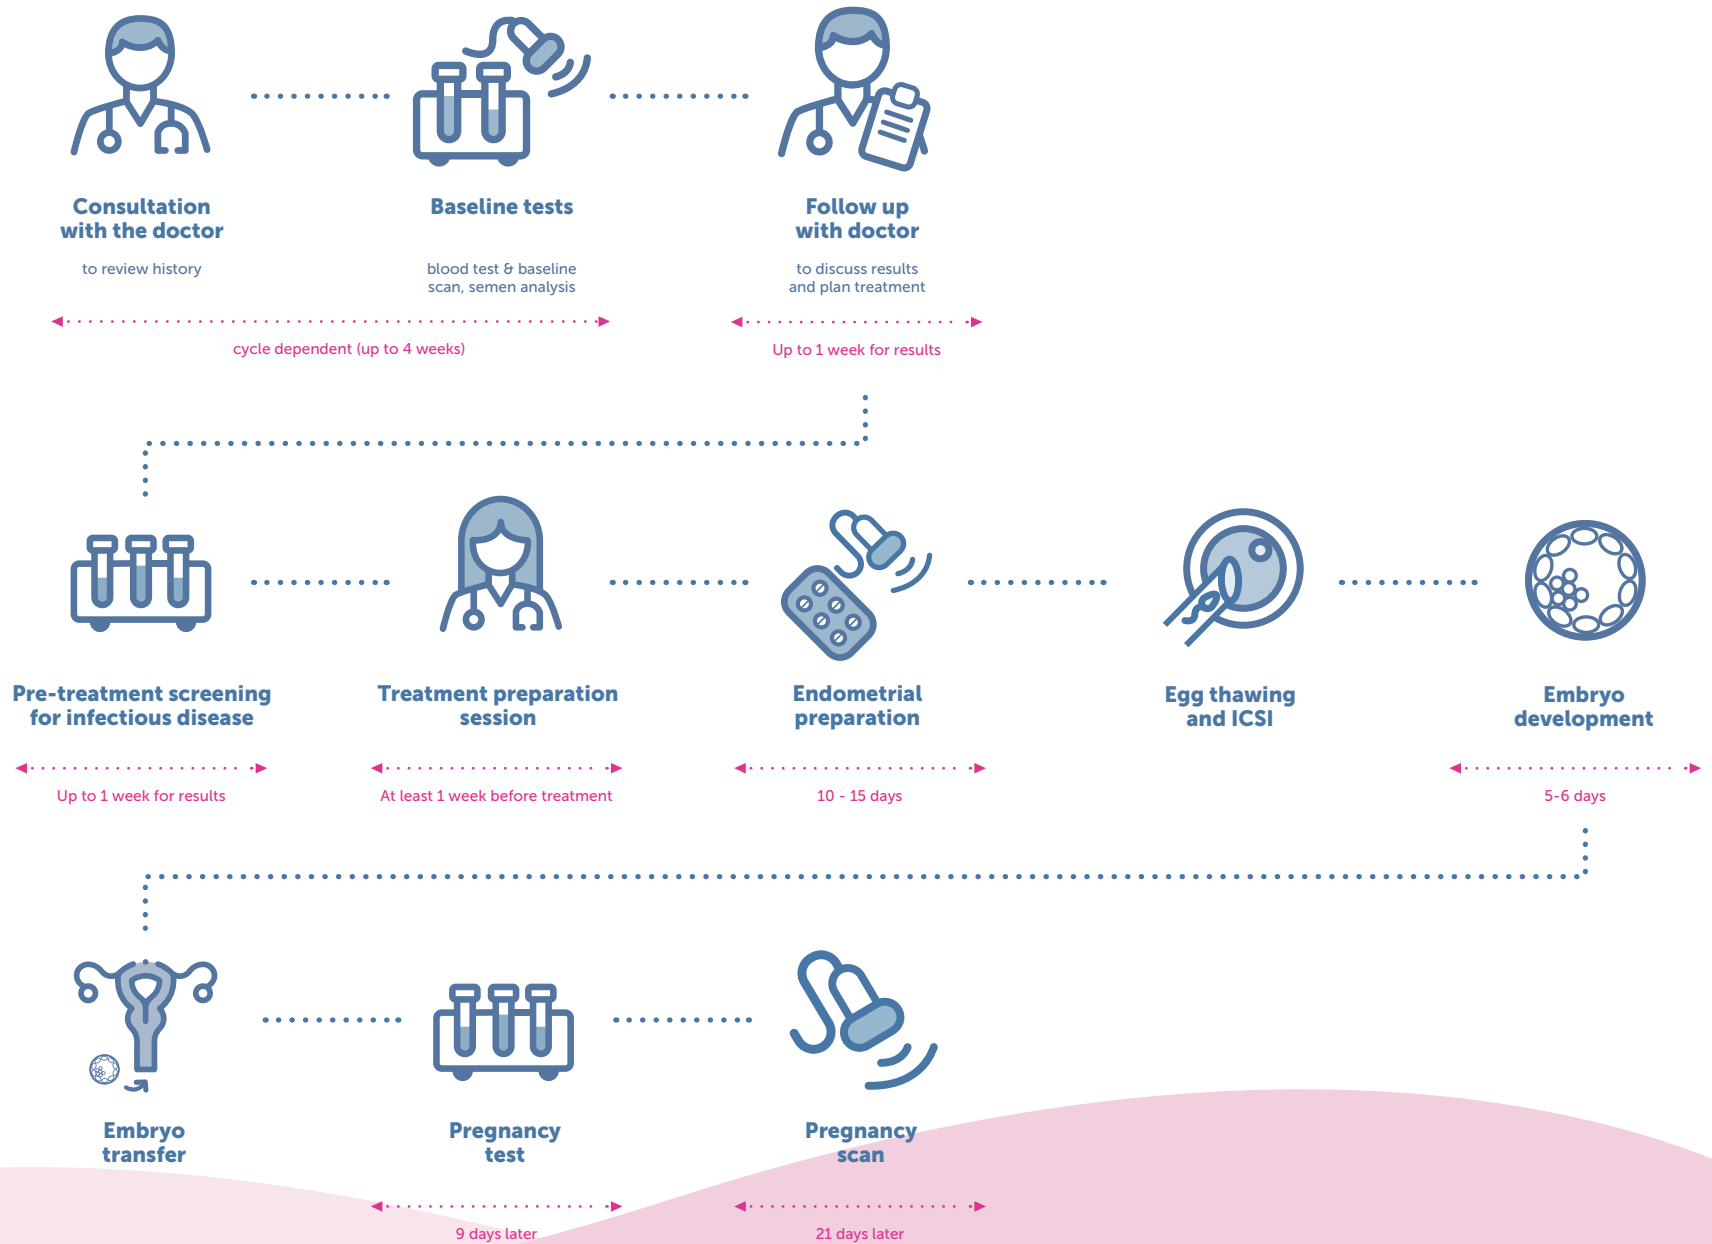 Consultation
with the doctor
to review history
Baseline tests
blood test & baseline
scan, semen analysis
Follow up
with doctor
to discuss results
and plan treatment
cycle dependent (up to 4 weeks)
Up to 1 week for results
Pre-treatment screening
for infectious disease
Up to 1 week for results
Treatment preparation
session
At least 1 week before treatment
Endometrial
preparation
10 - 15 days
Egg thawing
and ICSI
Embryo
development
5-6 days
Embryo
transfer
Pregnancy
test
9 days later
Pregnancy
scan
21 days later